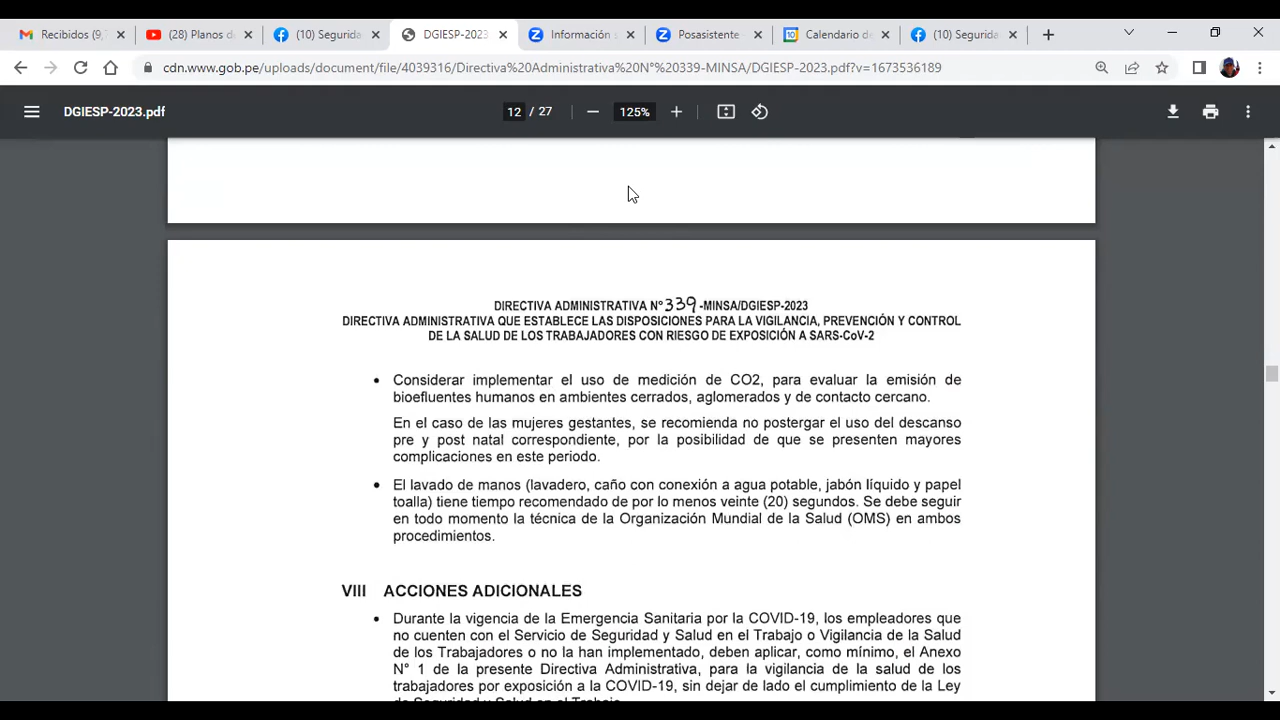 Recibidos (9,
(28) Planos d
(10) Segurida
DGIESP-2023
Información s
Posasistente
Calendario de
(10) Segurida
cdn.www.gob.pe/uploads/document/file/4039316/Directiva%20Administrativa%20N°%20339-MINSA/DGIESP-2023.pdf?v=1673536189
DGIESP-2023.pdf
12 / 27
125%
DIRECTIVA ADMINISTRATIVA N° 339 -MINSA/DGIESP-2023
DIRECTIVA ADMINISTRATIVA QUE ESTABLECE LAS DISPOSICIONES PARA LA VIGILANCIA, PREVENCIÓN Y CONTROL
DE LA SALUD DE LOS TRABAJADORES CON RIESGO DE EXPOSICIÓN A SARS-CoV-2
• Considerar implementar el uso de medición de CO2, para evaluar la emisión de
bioefluentes humanos en ambientes cerrados, aglomerados y de contacto cercano.
En el caso de las mujeres gestantes, se recomienda no postergar el uso del descanso
pre y post natal correspondiente, por la posibilidad de que se presenten mayores
complicaciones en este periodo.
• El lavado de manos (lavadero, caño con conexión a agua potable, jabón líquido y papel
toalla) tiene tiempo recomendado de por lo menos veinte (20) segundos. Se debe seguir
en todo momento la técnica de la Organización Mundial de la Salud (OMS) en ambos
procedimientos.
VIII ACCIONES ADICIONALES
• Durante la vigencia de la Emergencia Sanitaria por la COVID-19, los empleadores que
no cuenten con el Servicio de Seguridad y Salud en el Trabajo o Vigilancia de la Salud
de los Trabajadores o no la han implementado, deben aplicar, como mínimo, el Anexo
N° 1 de la presente Directiva Administrativa, para la vigilancia de la salud de los
trabajadores por exposición a la COVID-19, sin dejar de lado el cumplimiento de la Ley
de Seguridad y Salud en el Trabajo.